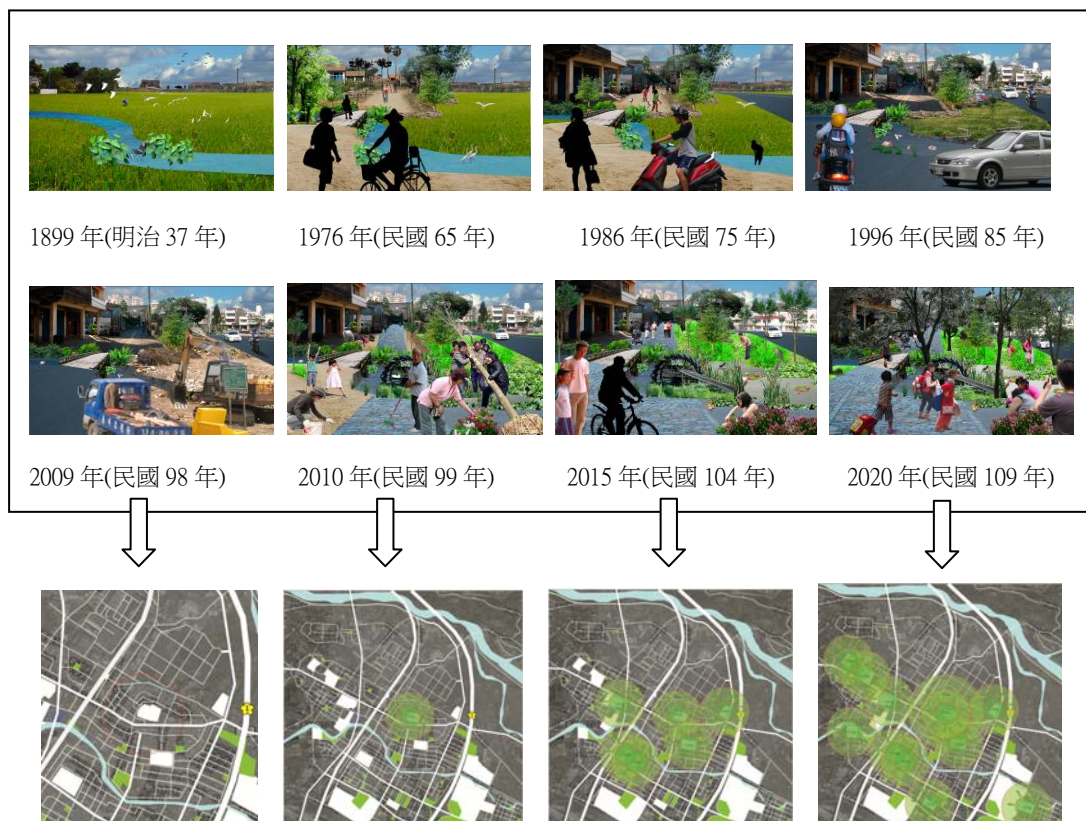 1899 年(明治 37 年)
1976 年(民國 65 年)
1986 年(民國 75 年)
1996 年(民國 85 年)
2009 年(民國 98 年)
2010 年(民國 99 年)
2015 年(民國 104 年)
2020 年(民國 109 年)